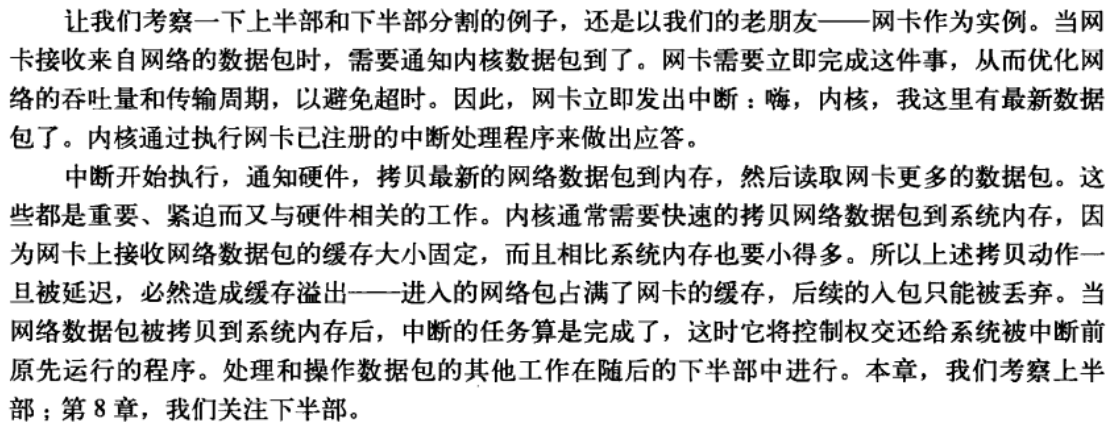 让我们考察一下上半部和下半部分割的例子，还是以我们的老朋友——网卡作为实例。当网
卡接收来自网络的数据包时，需要通知内核数据包到了。网卡需要立即完成这件事，从而优化网
络的吞吐量和传输周期，以避免超时。因此，网卡立即发出中断：嗨，内核，我这里有最新数据
包了。内核通过执行网卡已注册的中断处理程序来做出应答。
中断开始执行，通知硬件，拷贝最新的网络数据包到内存，然后读取网卡更多的数据包。这
些都是重要、紧迫而又与硬件相关的工作。内核通常需要快速的拷贝网络数据包到系统内存，因
为网卡上接收网络数据包的缓存大小固定，而且相比系统内存也要小得多。所以上述拷贝动作一
旦被延迟，必然造成缓存溢出——进入的网络包占满了网卡的缓存，后续的入包只能被丢弃。当
网络数据包被拷贝到系统内存后，中断的任务算是完成了，这时它将控制权交还给系统被中断前
原先运行的程序。处理和操作数据包的其他工作在随后的下半部中进行。本章，我们考察上半
部；第 8 章，我们关注下半部。